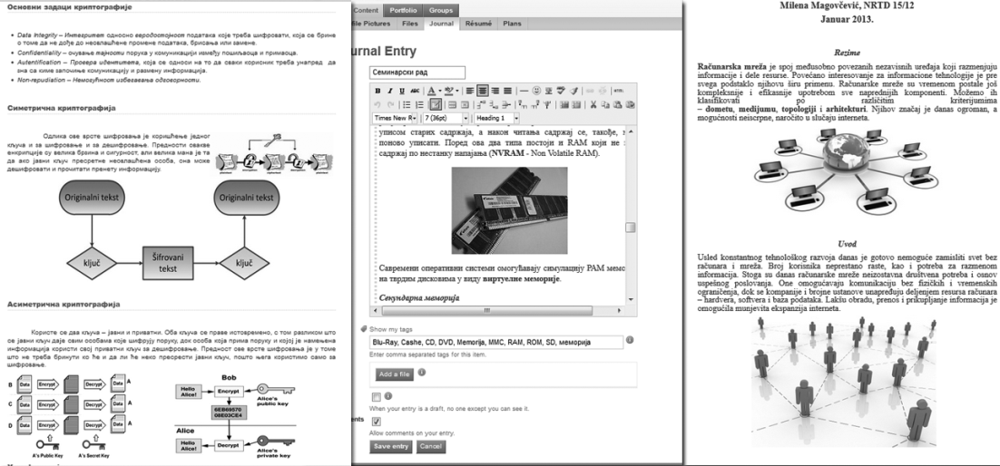 Основни задаци криптографије
Data Integrity – Интегритет односно веродостојност података које треба шифровати, која се брине
о томе да не дође до неовлашћене промене података, брисања или замене.
Confidentiality – очување тајности порука у комуникацији између пошиљаоца и примаоца.
Autentification – Провера идентитета, која се односи на то да сваки корисник треба унапред да
зна са киме започиње комуникацију и размену информација.
Non-repudiation – Немогућност избегавања одговорности.
Симетрична криптографија
Одлика ове врсте шифровања је коришћење једног
кључа и за шифровање и за дешифровање. Предности овакве
енкрипције су велика брзина и сигурност, али велика мана је та
да ако јавни кључ пресретне неовлашћена особа, она може
дешифровати и прочитати пренету информацију.
Originalni tekst
Originalni tekst
ključ
Šifrovani
tekst
ključ
Асиметрична криптографија
Користе се два кључа – јавни и приватни. Оба кључа се праве истовремено, с том разликом што
се јавни кључ даје свим особама које шифрују поруку, док особа која прима поруку и којој је намењена
информација користи свој приватни кључ за дешифровање. Предност ове врсте шифровања је у томе
што не треба бринути ко ће и да ли ће неко пресрести јавни кључ, пошто њега користимо само за
шифровање.
B Data Encrypt Decrypt Data A
C Data Encrypt Decrypt Data A
D Data Encrypt Decrypt Data A
A's Public Key A's Secret Key
Bob
Hello
Alice!
Encrypt
Alice's
public key
6EB69570
08E03CE4
Alice
Hello
Alice!
Decrypt
Alice's
private key
Content Portfolio Groups
file Pictures Files Journal Résumé Plans
urnal Entry
Семинарски рад
B I U ABC
HTML
Times New R 7 (36pt) Heading 1
уписом старих садржаја, а након читања садржај се, такође,
поново уписати. Поред ова два типа постоји и RAM који не
садржај по нестанку напајања (NVRAM - Non Volatile RAM).
Савремени оперативни системи омогућавају симулацију РАМ мемо
на тврдим дисковима у виду виртуелне меморије.
Секундарна меморија
Show my tags
Blu-Ray, Cashe, CD, DVD, Memorija, MMC, RAM, ROM, SD, меморија
Enter comma separated tags for this item.
Add a file
When your entry is a draft, no one except you can see it.
ents
Allow comments on your entry.
Save entry Cancel
Milena Magovčević, NRTD 15/12
Januar 2013.
Rezime
Računarska mreža je spoj međusobno povezanih nezavisnih uređaja koji razmenjuju
informacije i dele resurse. Povećano interesovanje za informacione tehnologije je pre
svega podstaklo njihovu širu primenu. Računarske mreže su vremenom postale još
kompleksnije i efikasnije upotrebom sve naprednijih komponenti. Možemo ih
klasifikovati po različitim kriterijumima
– dometu, medijumu, topologiji i arhitekturi. Njihov značaj je danas ogroman, a
mogućnosti neiscrpne, naročito u slučaju interneta.
Uvod
Usled konstantnog tehnološkog razvoja danas je gotovo nemoguće zamisliti svet bez
računara i mreža. Broj korisnika neprestano raste, kao i potreba za razmenom
informacija. Stoga su danas računarske mreže neizostavna društvena potreba i osnov
uspešnog poslovanja. One omogućavaju komunikaciju bez fizičkih i vremenskih
ograničenja, dok se kompanije i brojne ustanove unapređuju deljenjem resursa računara
– hardvera, softvera i baza podataka. Lakšu obradu, prenos i prikupljanje informacija je
omogućila munjevita ekspanzija interneta.